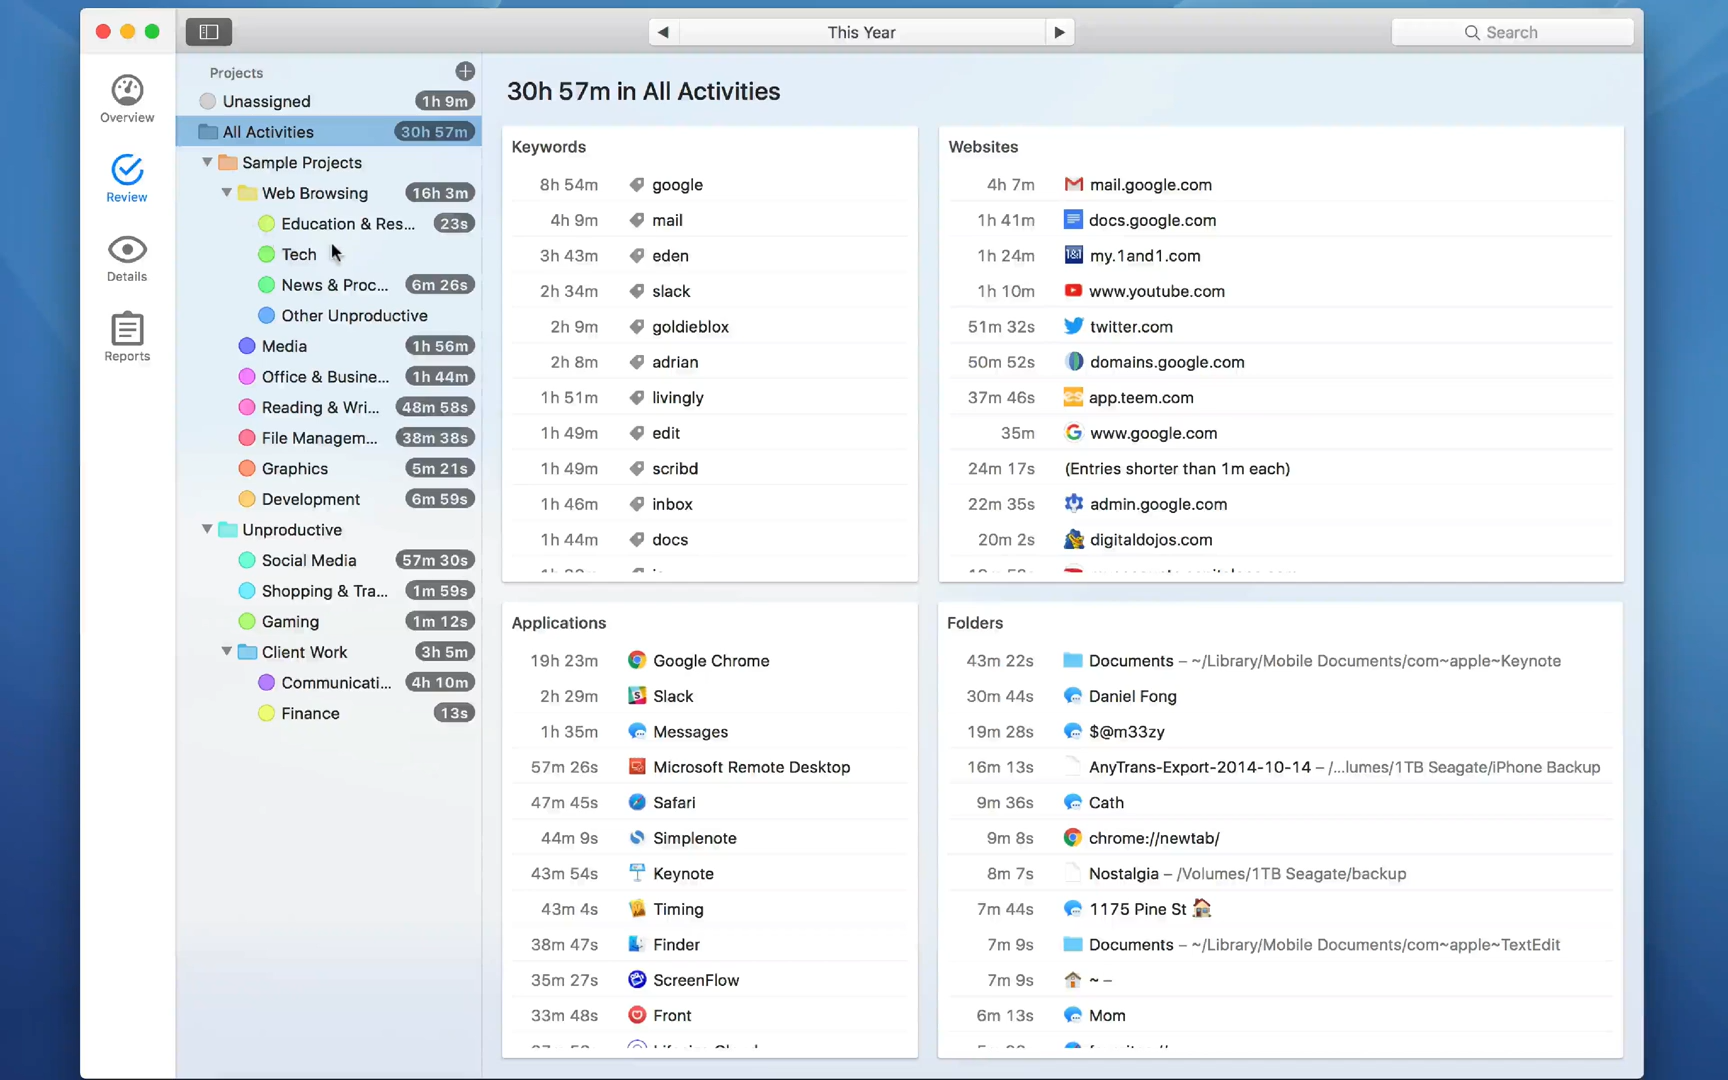 This Year
Search
Overview
Review
Details
Reports
Projects
Unassigned 1h 9m
All Activities 30h 57m
Sample Projects
Web Browsing 16h 3m
Education & Res... 23s
Tech
News & Proc... 6m 26s
Other Unproductive
Media 1h 56m
Office & Busine... 1h 44m
Reading & Wri... 48m 58s
File Managem... 38m 38s
Graphics 5m 21s
Development 6m 59s
Unproductive
Social Media 57m 30s
Shopping & Tra... 1m 59s
Gaming 1m 12s
Client Work 3h 5m
Communicati... 4h 10m
Finance 13s
30h 57m in All Activities
Keywords
8h 54m google
4h 9m mail
3h 43m eden
2h 34m slack
2h 9m goldieblox
2h 8m adrian
1h 51m livingly
1h 49m edit
1h 49m scribd
1h 46m inbox
1h 44m docs
Websites
4h 7m mail.google.com
1h 41m docs.google.com
1h 24m my.1and1.com
1h 10m www.youtube.com
51m 32s twitter.com
50m 52s domains.google.com
37m 46s app.teem.com
35m www.google.com
24m 17s (Entries shorter than 1m each)
22m 35s admin.google.com
20m 2s digitaldojos.com
Applications
19h 23m Google Chrome
2h 29m Slack
1h 35m Messages
57m 26s Microsoft Remote Desktop
47m 45s Safari
44m 9s Simplenote
43m 54s Keynote
43m 4s Timing
38m 47s Finder
35m 27s ScreenFlow
33m 48s Front
Folders
43m 22s Documents – ~/Library/Mobile Documents/com~apple~Keynote
30m 44s Daniel Fong
19m 28s $@m33zy
16m 13s AnyTrans-Export-2014-10-14 – /...lumes/1TB Seagate/iPhone Backup
9m 36s Cath
9m 8s chrome://newtab/
8m 7s Nostalgia – /Volumes/1TB Seagate/backup
7m 44s 1175 Pine St 🏠
7m 9s Documents – ~/Library/Mobile Documents/com~apple~TextEdit
7m 9s ~ –
6m 13s Mom